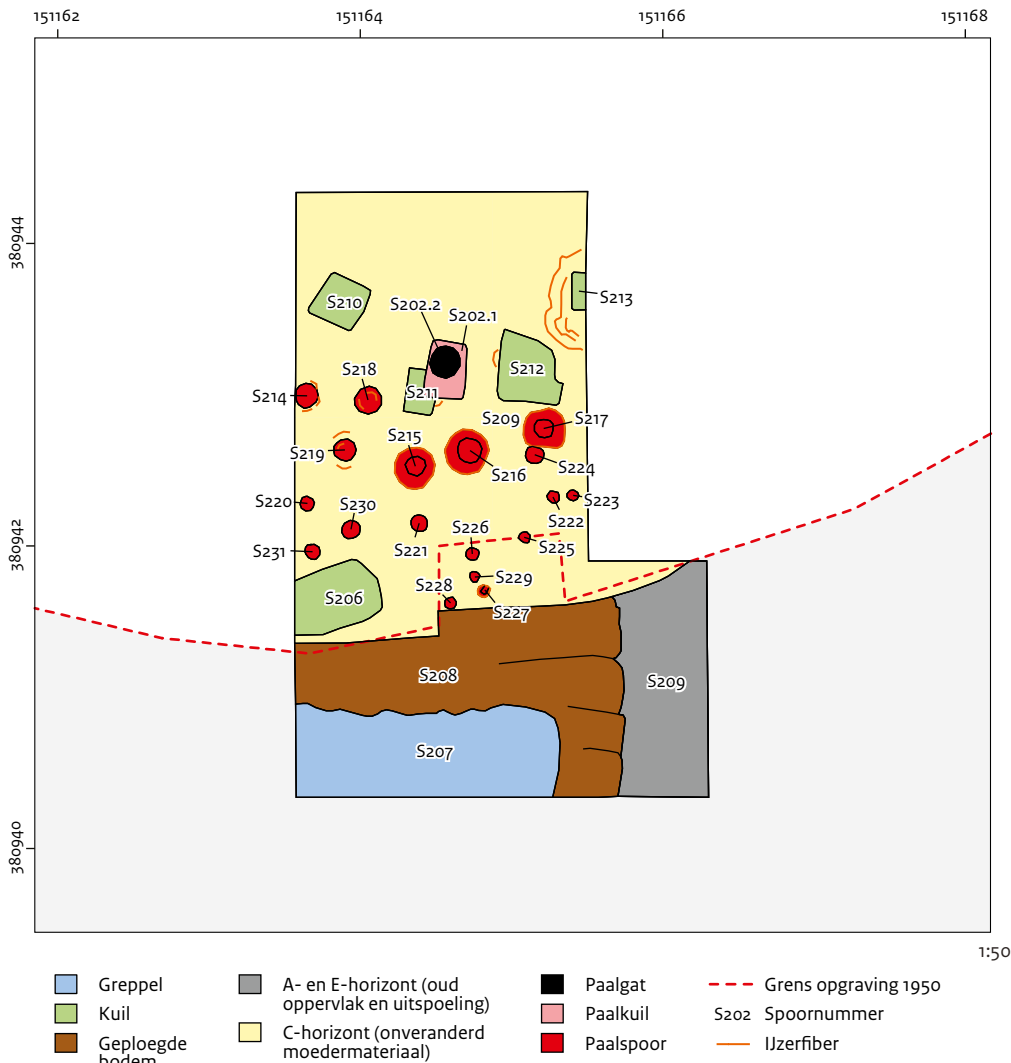 151162
151164
151166
151168
380944
380942
380940
S210
S213
S202.2
S202.1
S212
S218
S211
S214
S209
S217
S215
S219
S216
S224
S220
S230
S223
S222
S221
S226
S225
S231
S229
S228
S227
S206
S208
S209
S207
1:50
Greppel
Kuil
Geploegde
bodem
A- en E-horizont (oud
oppervlak en uitspoeling)
C-horizont (onveranderd
moedermateriaal)
Paalgat
Paalkuil
Paalspoor
Grens opgraving 1950
S202 Spoornummer
IJzerfiber